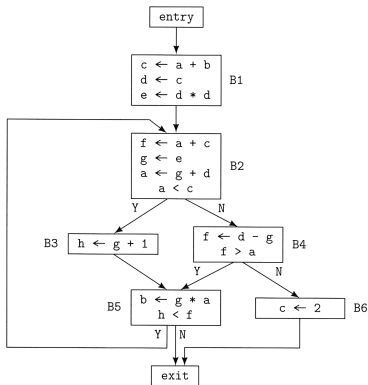 entry
c ← a + b
d ← c
e ← d * d
B1
f ← a + c
g ← e
a ← g + d
a < c
B2
Y N
B3 h ← g + 1
f ← d - g
f > a
B4
Y N
B5
b ← g * a
h < f
c ← 2 B6
Y N
exit